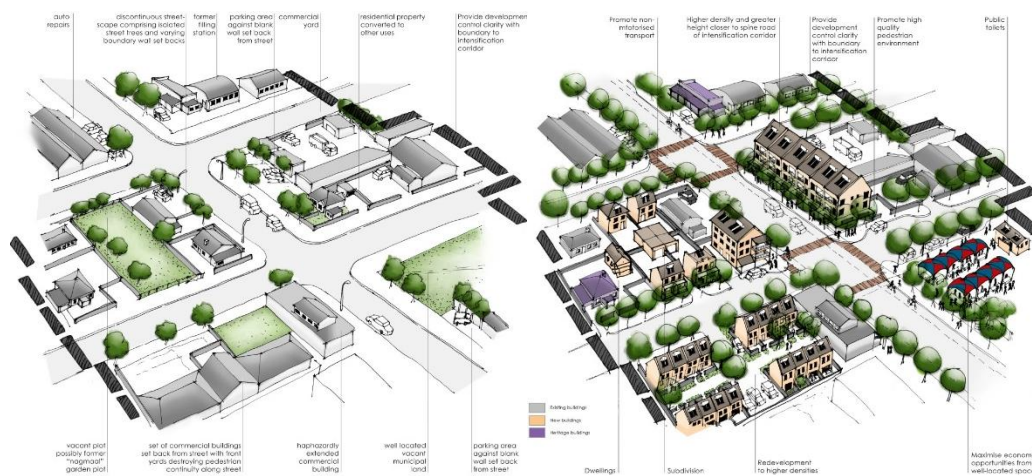 auto
repairs
discontinuous street-
scape comprising isolated
street trees and varying
boundary wall set backs
former
filling
station
parking area
against blank
wall set back
from street
commercial
yard
residential property
converted to
other uses
Provide development
control clarity with
boundary to
intensification
corridor
vacant plot
possibly former
"nagmaal"
garden plot
set of commercial buildings
set back from street with front
yards destroying pedestrian
continuity along street
haphazardly
extended
commercial
building
well located
vacant
municipal
land
parking area
against blank
wall set back
from street
Promote non-
motorised
transport
Higher density and greater
height closer to spine road
of intensification corridor
Provide
development
control clarity
with boundary
to intensification
corridor
Promote high
quality
pedestrian
environment
Public
toilets
Existing buildings
New buildings
Heritage buildings
Dwellings
Subdivision
Redevelopment
to higher densities
Maximise econom
opportunities from
well-located space